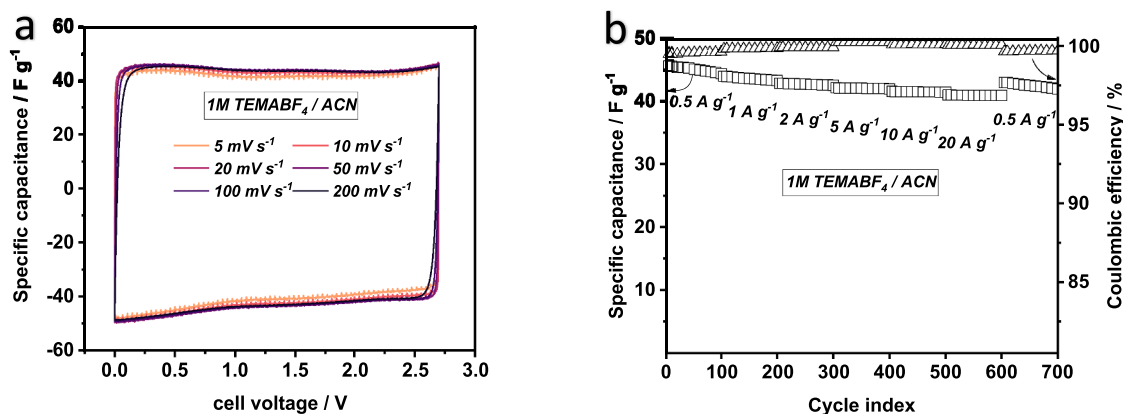 a
60
40
20
0
-20
-40
-60
Specific capacitance / F g-1
1M TEMABF4 / ACN
5 mV s-1 10 mV s-1
20 mV s-1 50 mV s-1
100 mV s-1 200 mV s-1
0.0 0.5 1.0 1.5 2.0 2.5 3.0
cell voltage / V
b
50
40
30
20
10
Specific capacitance / F g-1
0.5 A g-1 1 A g-1 2 A g-1 5 A g-1 10 A g-1 20 A g-1 0.5 A g-1
1M TEMABF4 / ACN
100
95
90
85
Coulombic efficiency / %
0 100 200 300 400 500 600 700
Cycle index